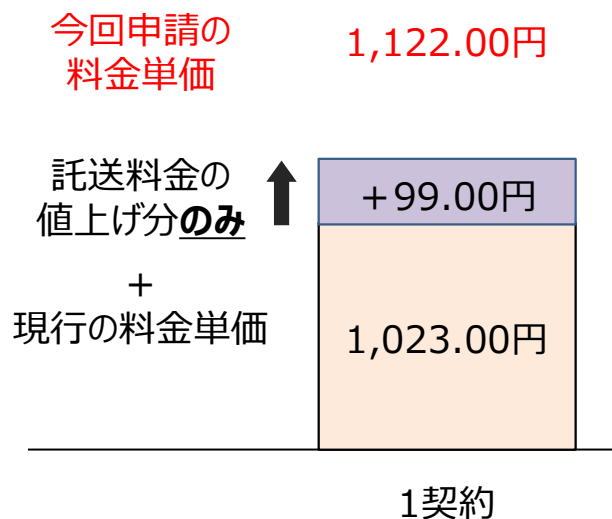 今回申請の
料金単価
1,122.00円
託送料金の
値上げ分のみ
+
現行の料金単価
+99.00円
1,023.00円
1契約